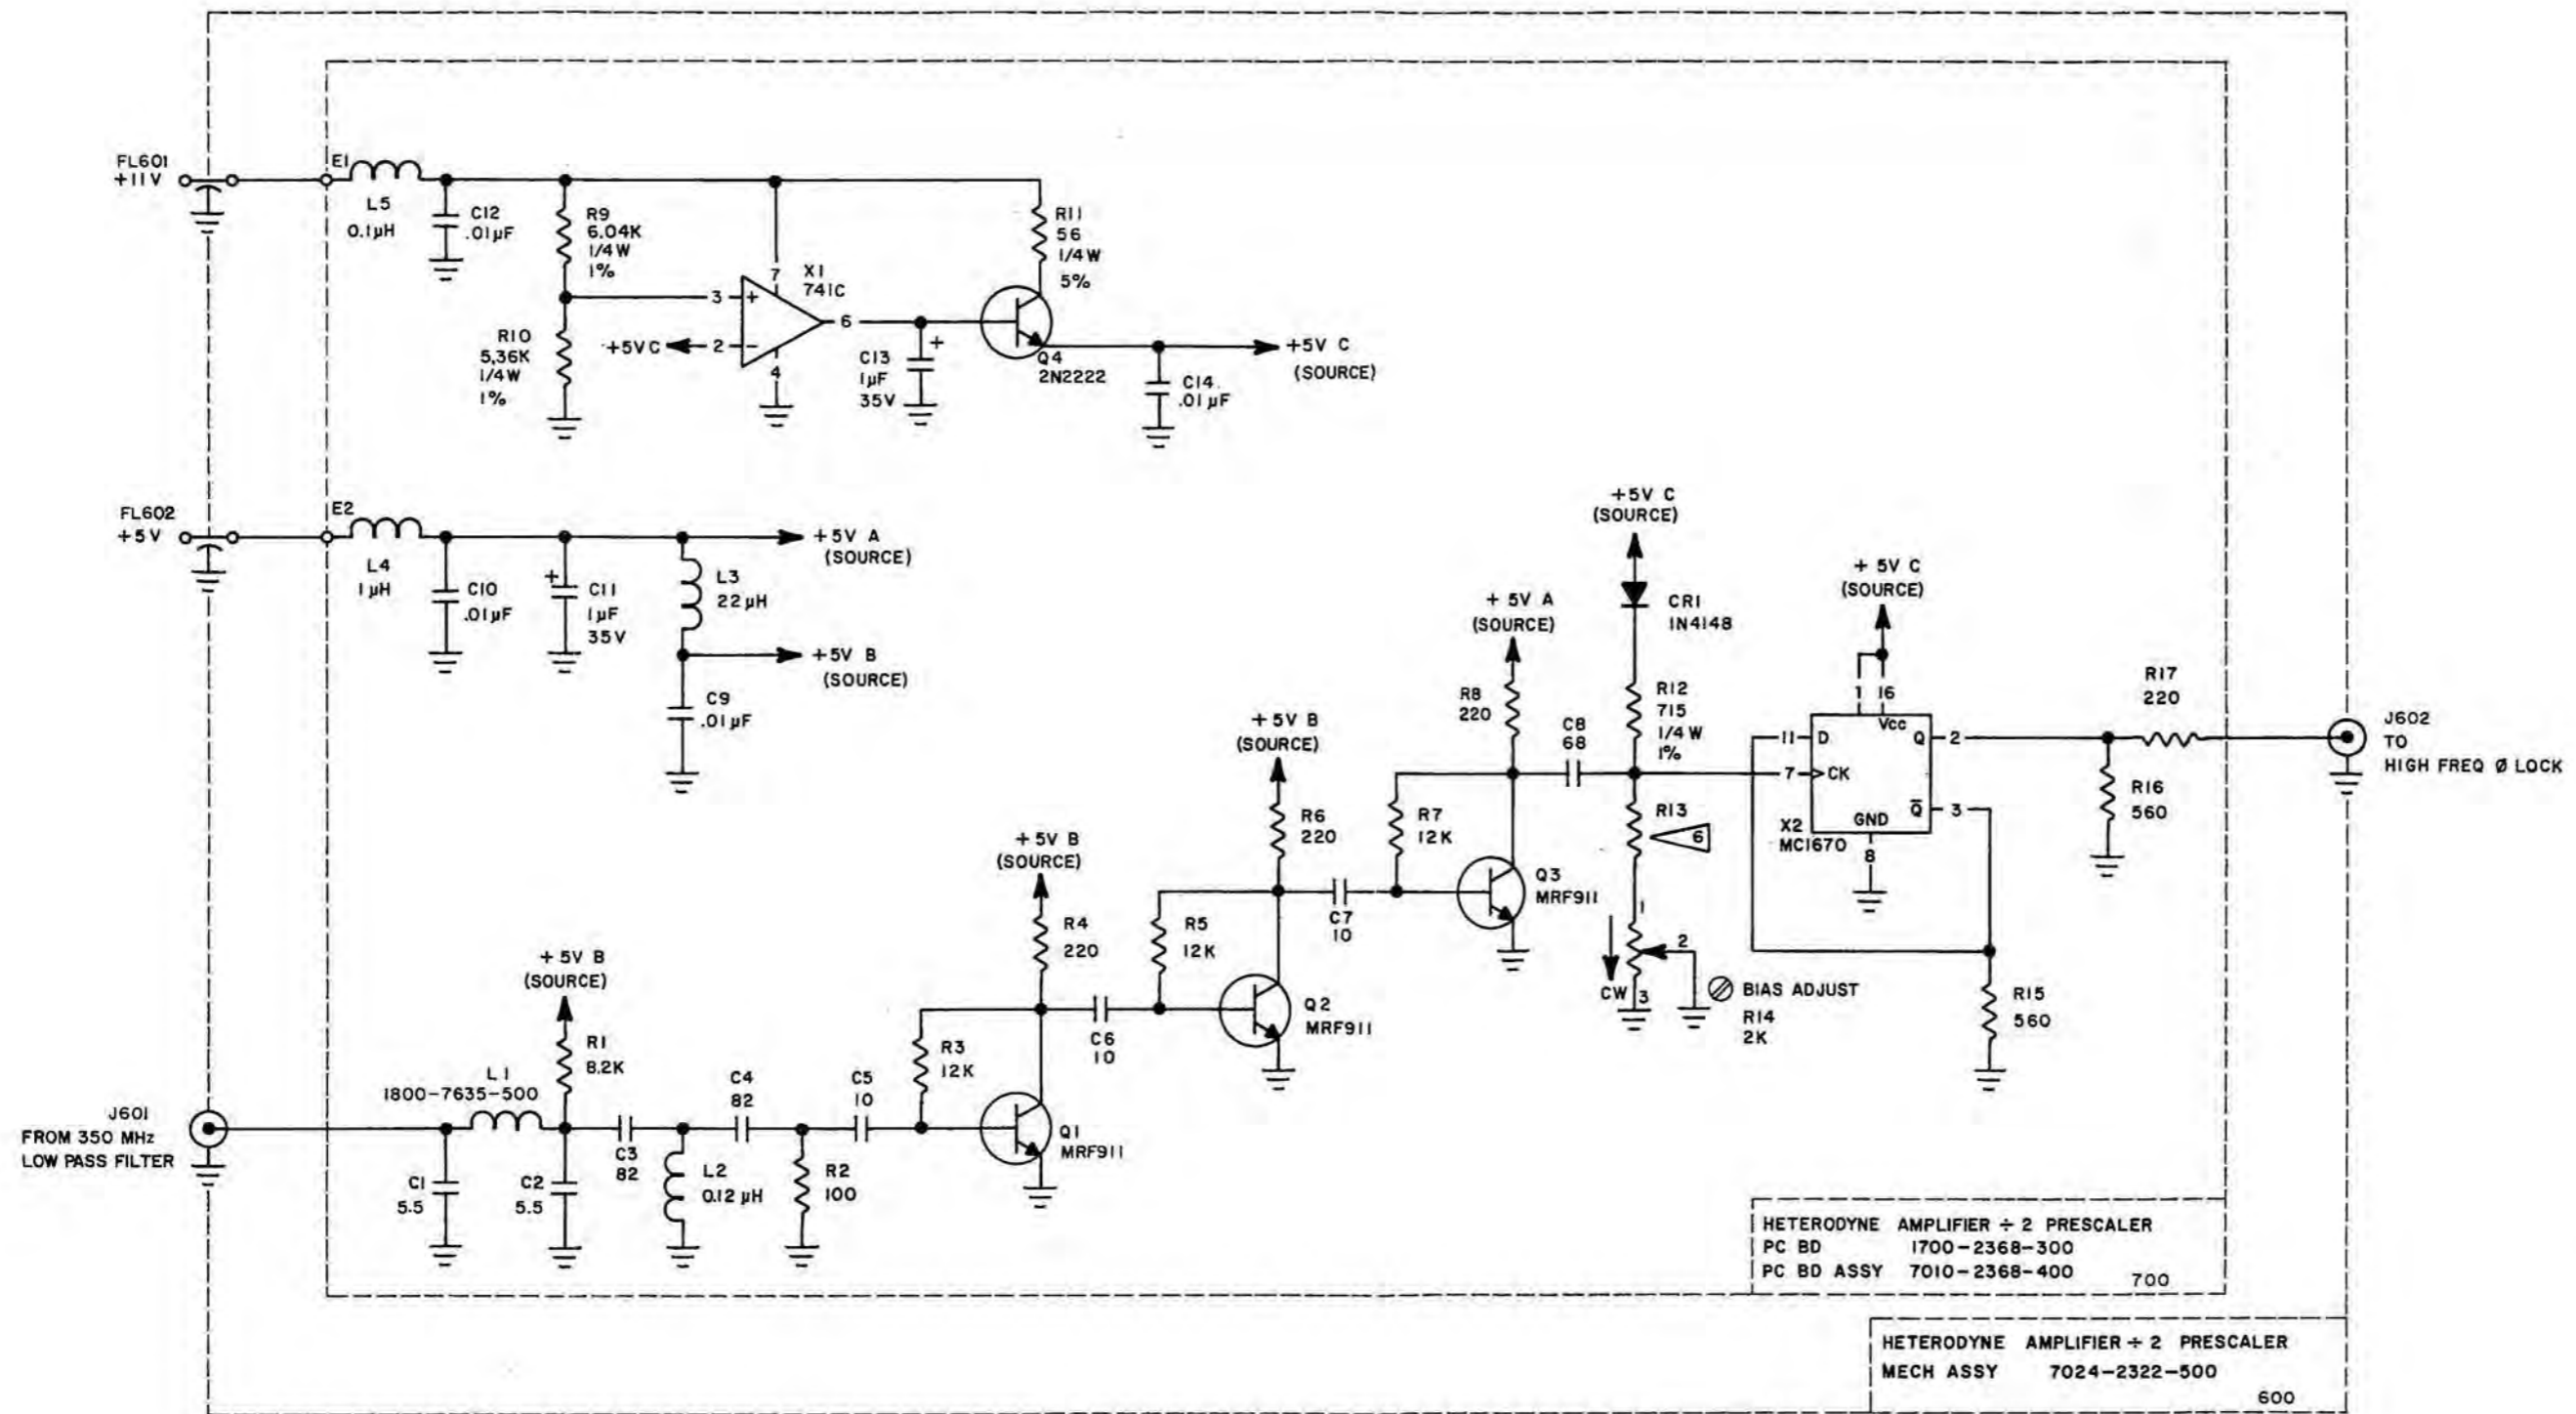 FL601
+11V
E1
L5
0.1µH
C12
.01µF
R9
6.04K
1/4W
1%
R10
5,36K
1/4W
1%
+5VC
3
+
2
−
7
X1
741C
6
4
C13
1µF
35V
+
R11
56
1/4W
5%
Q4
2N2222
C14
.01µF
+5V C
(SOURCE)
FL602
+5V
E2
L4
1µH
C10
.01µF
+
C11
1µF
35V
L3
22µH
+5V A
(SOURCE)
+5V B
(SOURCE)
C9
.01µF
J601
FROM 350 MHz
LOW PASS FILTER
C1
5.5
L1
1800-7635-500
+5V B
(SOURCE)
R1
8.2K
C2
5.5
C3
82
L2
0.12µH
C4
82
R2
100
C5
10
R3
12K
+5V B
(SOURCE)
R4
220
Q1
MRF911
C6
10
R5
12K
+5V B
(SOURCE)
R6
220
Q2
MRF911
C7
10
R7
12K
+5V A
(SOURCE)
R8
220
Q3
MRF911
C8
68
+5V C
(SOURCE)
CR1
1N4148
R12
715
1/4W
1%
R13
6
1
2
CW
3
BIAS ADJUST
R14
2K
+5V C
(SOURCE)
1
16
Vcc
11
D
Q
2
7
CK
Q̅
3
GND
8
X2
MC1670
R15
560
R16
560
R17
220
J602
TO
HIGH FREQ Ø LOCK
HETERODYNE AMPLIFIER ÷ 2 PRESCALER
PC BD 1700-2368-300
PC BD ASSY 7010-2368-400
700
HETERODYNE AMPLIFIER ÷ 2 PRESCALER
MECH ASSY 7024-2322-500
600